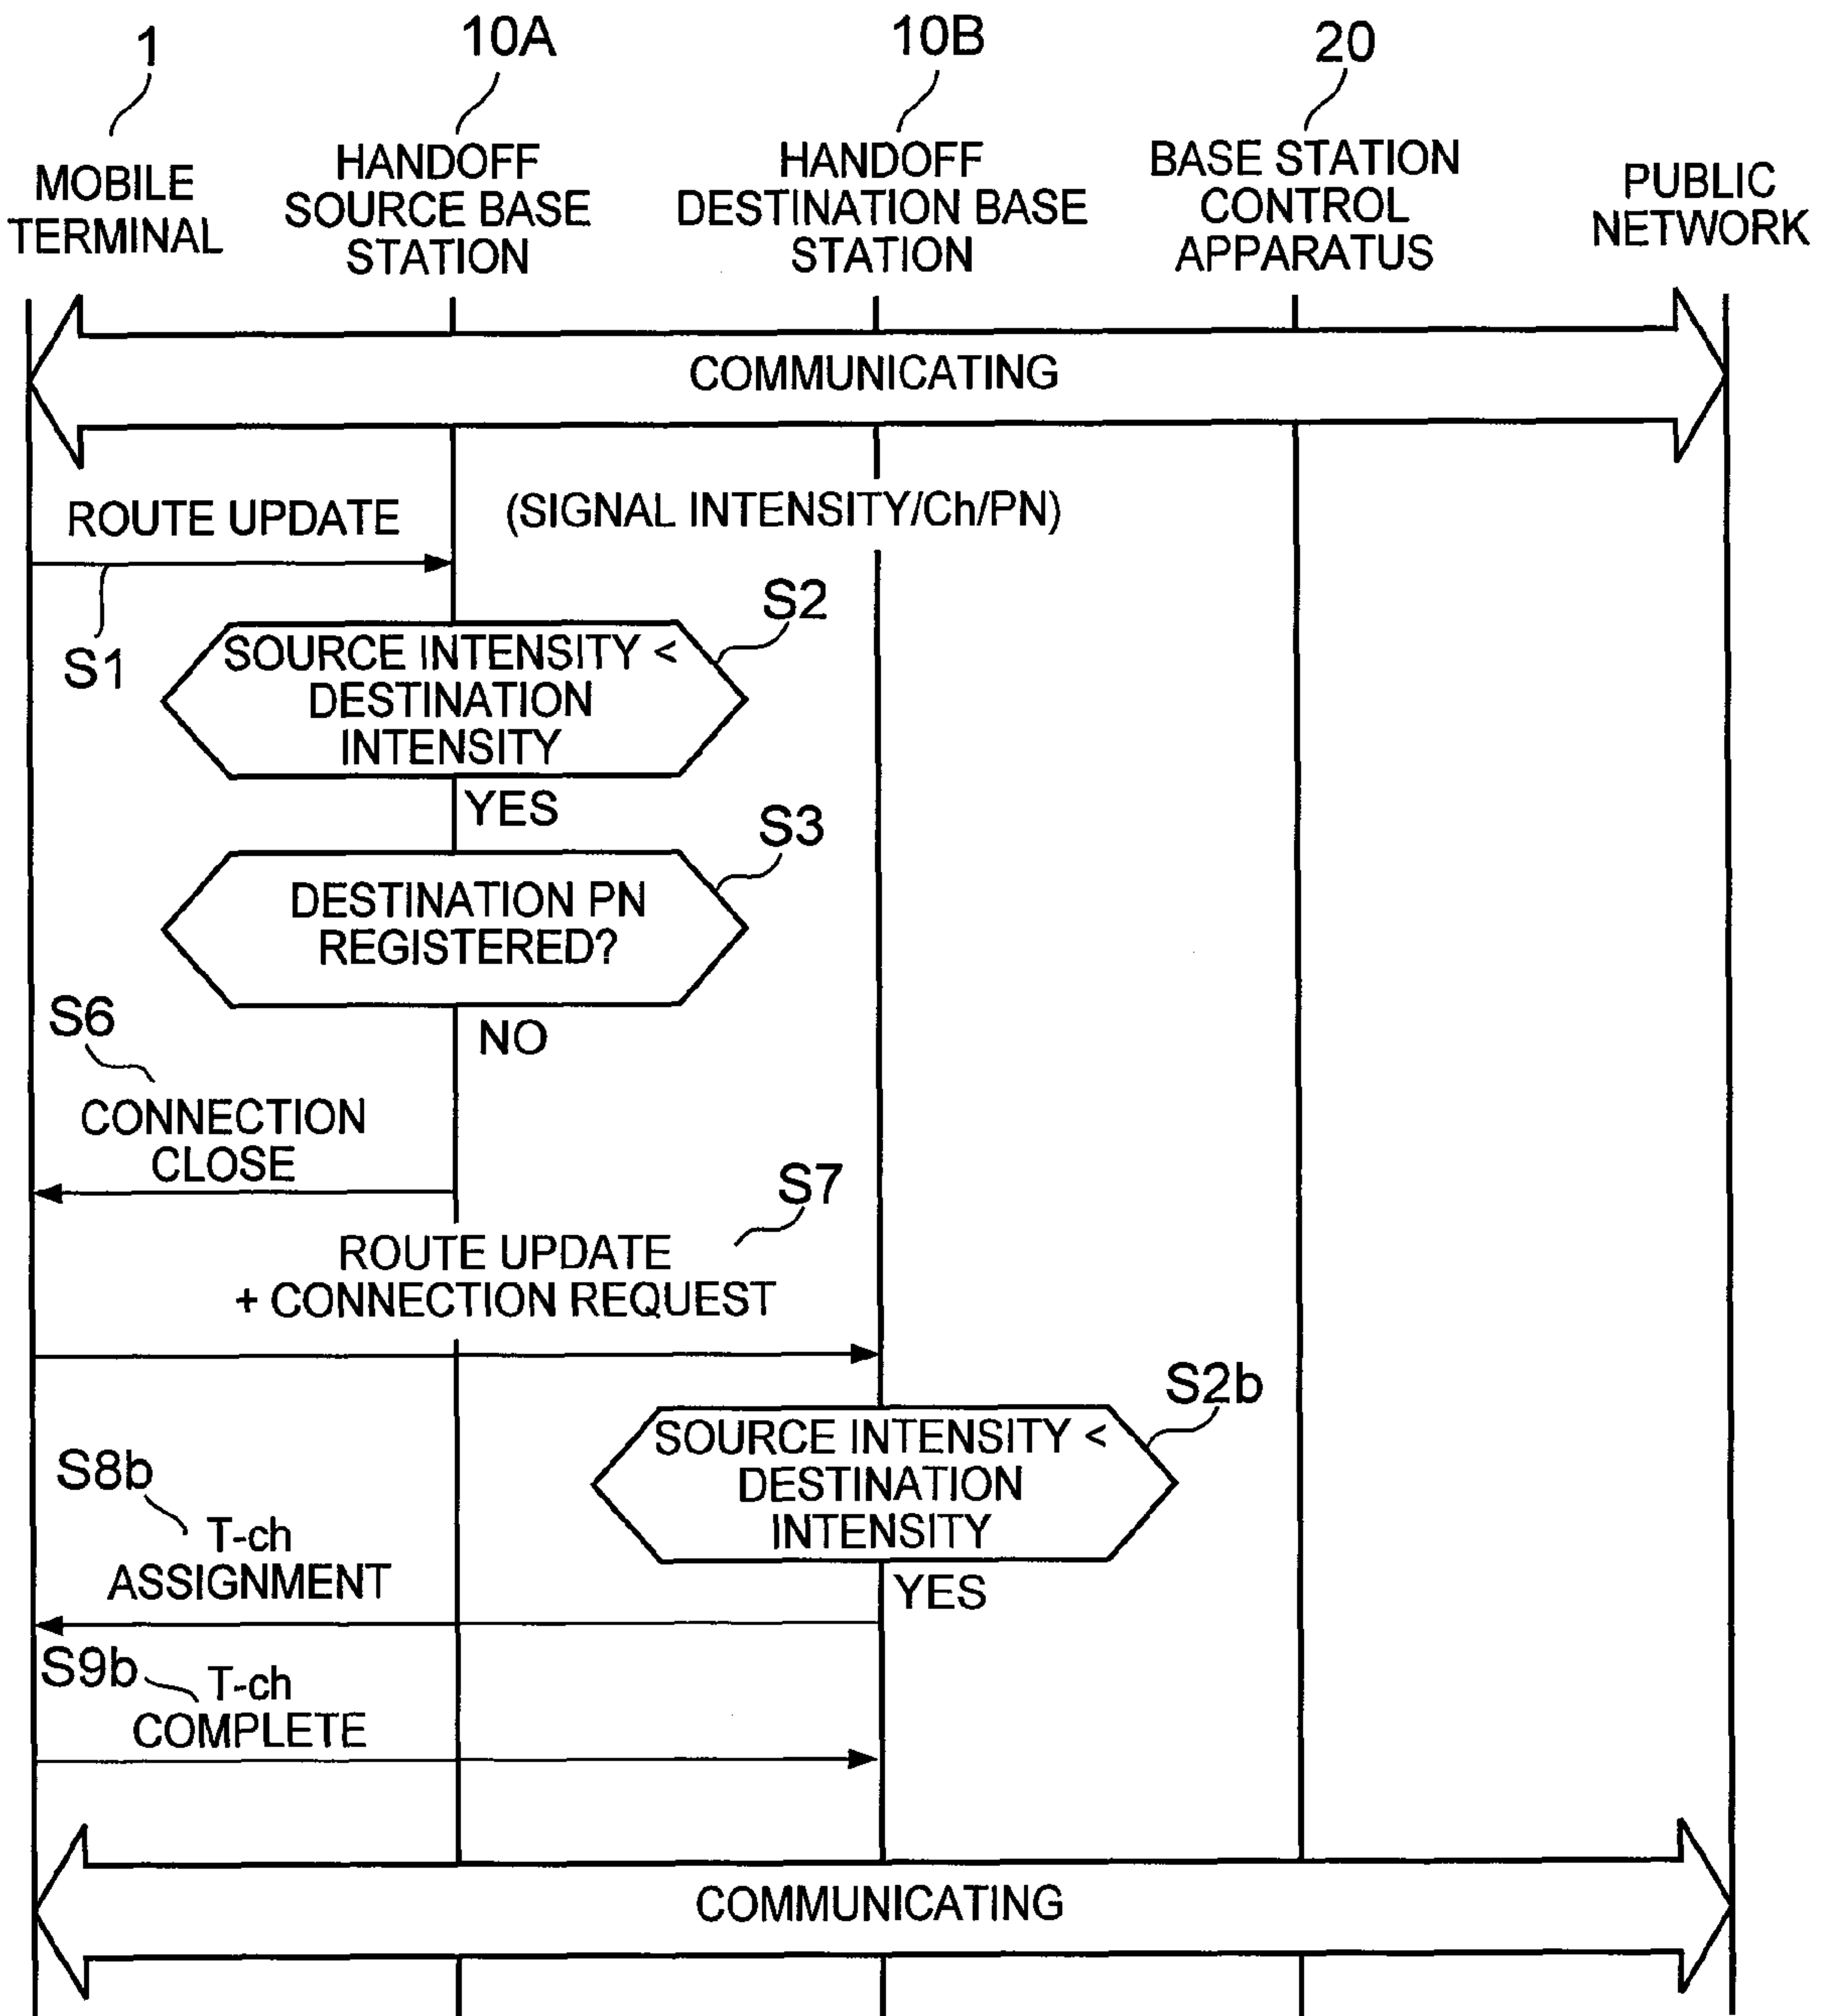 1
10A
10B
20
MOBILE
TERMINAL
HANDOFF
SOURCE BASE
STATION
HANDOFF
DESTINATION BASE
STATION
BASE STATION
CONTROL
APPARATUS
PUBLIC
NETWORK
COMMUNICATING
ROUTE UPDATE
(SIGNAL INTENSITY/Ch/PN)
S1
S2
SOURCE INTENSITY <
DESTINATION
INTENSITY
YES
S3
DESTINATION PN
REGISTERED?
NO
S6
CONNECTION
CLOSE
S7
ROUTE UPDATE
+ CONNECTION REQUEST
S2b
SOURCE INTENSITY <
DESTINATION
INTENSITY
YES
S8b
T-ch
ASSIGNMENT
S9b
T-ch
COMPLETE
COMMUNICATING